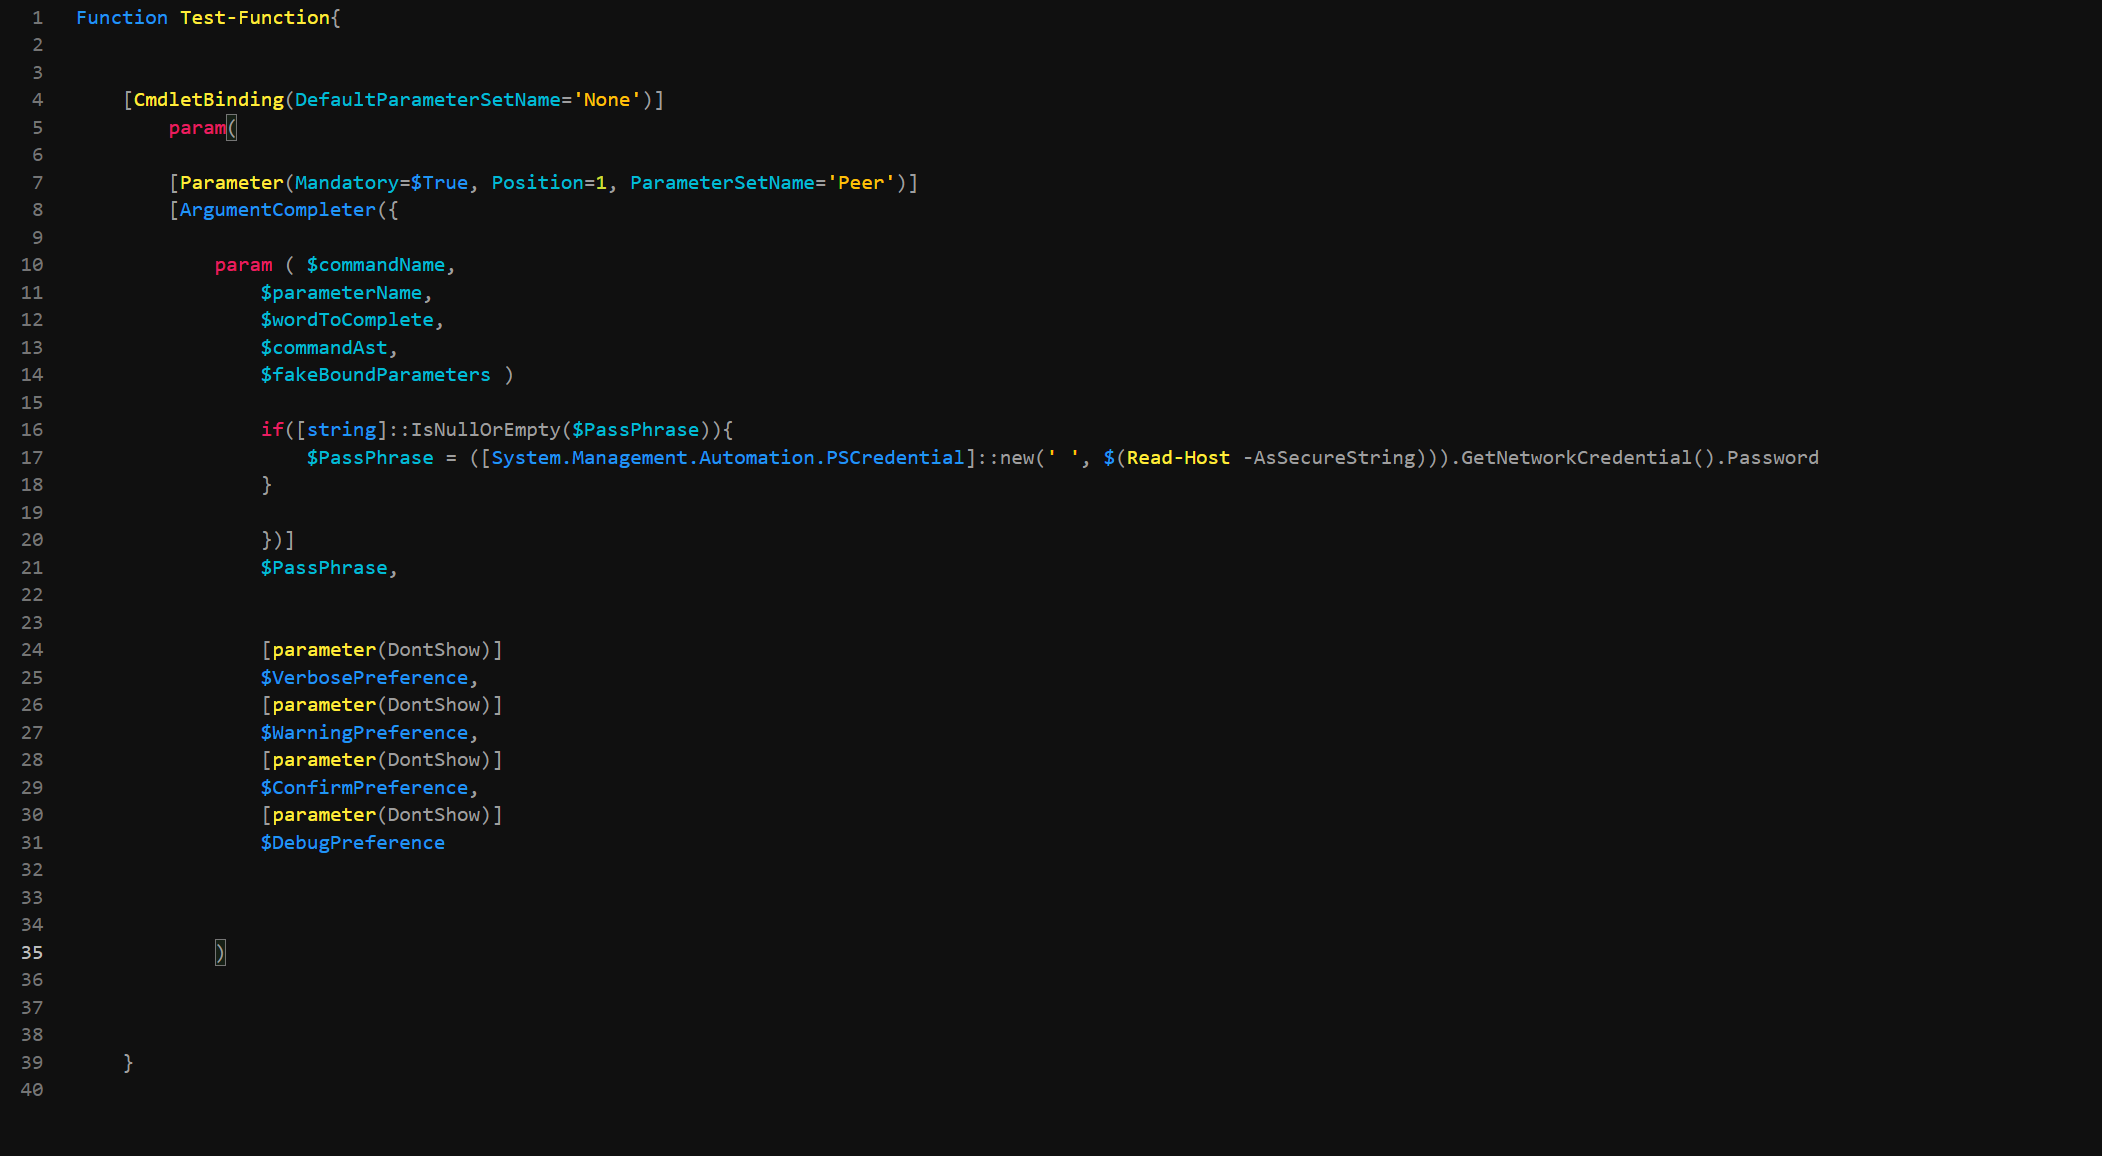 1 Function Test-Function{
2
3
4 [CmdletBinding(DefaultParameterSetName='None')]
5 param(
6
7 [Parameter(Mandatory=$True, Position=1, ParameterSetName='Peer')]
8 [ArgumentCompleter({
9
10 param ( $commandName,
11 $parameterName,
12 $wordToComplete,
13 $commandAst,
14 $fakeBoundParameters )
15
16 if([string]::IsNullOrEmpty($PassPhrase)){
17 $PassPhrase = ([System.Management.Automation.PSCredential]::new(' ', $(Read-Host -AsSecureString))).GetNetworkCredential().Password
18 }
19
20 })]
21 $PassPhrase,
22
23
24 [parameter(DontShow)]
25 $VerbosePreference,
26 [parameter(DontShow)]
27 $WarningPreference,
28 [parameter(DontShow)]
29 $ConfirmPreference,
30 [parameter(DontShow)]
31 $DebugPreference
32
33
34
35 )
36
37
38
39 }
40